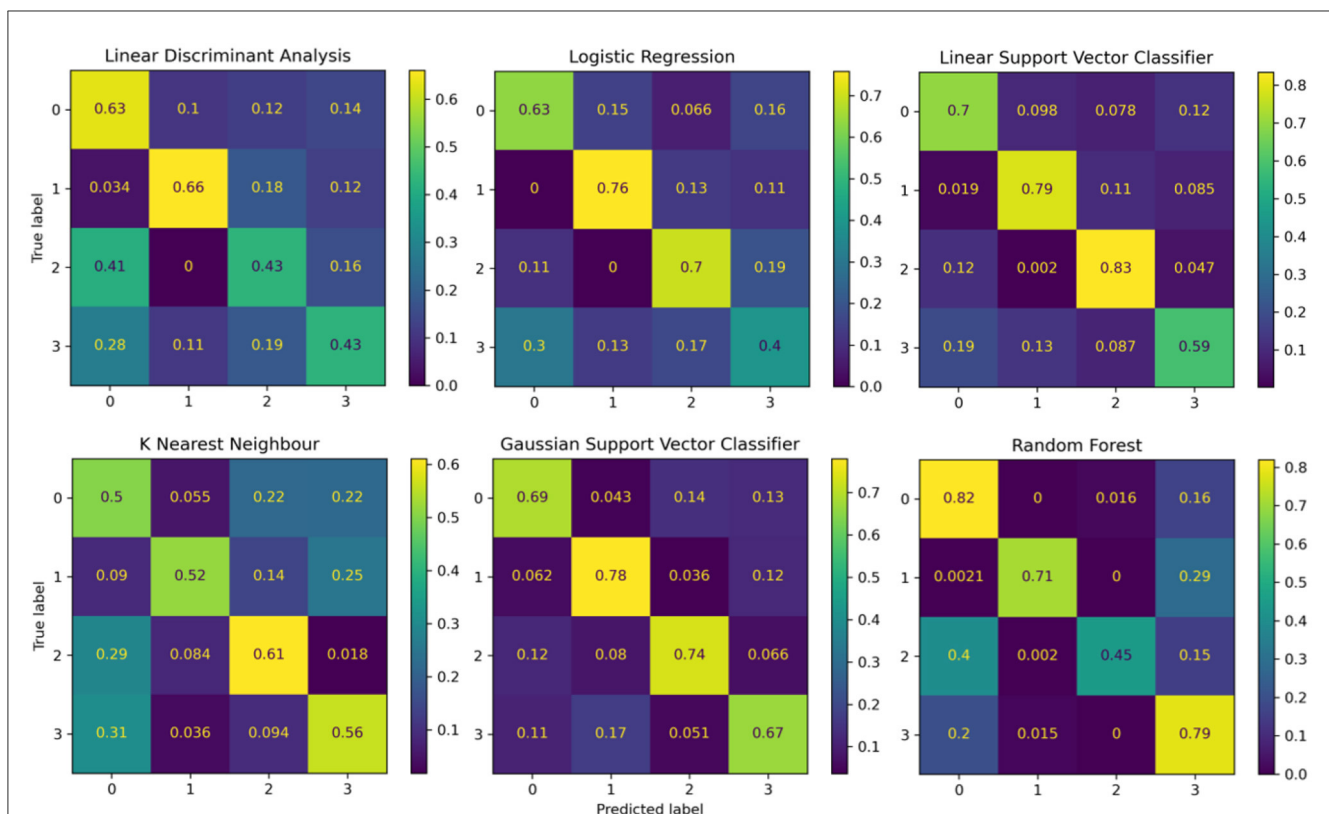 Linear Discriminant Analysis
0 0.63 0.1 0.12 0.14
1 0.034 0.66 0.18 0.12
2 0.41 0 0.43 0.16
3 0.28 0.11 0.19 0.43
0 1 2 3
True label
0.6
0.5
0.4
0.3
0.2
0.1
0.0
Logistic Regression
0 0.63 0.15 0.066 0.16
1 0 0.76 0.13 0.11
2 0.11 0 0.7 0.19
3 0.3 0.13 0.17 0.4
0 1 2 3
0.7
0.6
0.5
0.4
0.3
0.2
0.1
0.0
Linear Support Vector Classifier
0 0.7 0.098 0.078 0.12
1 0.019 0.79 0.11 0.085
2 0.12 0.002 0.83 0.047
3 0.19 0.13 0.087 0.59
0 1 2 3
0.8
0.7
0.6
0.5
0.4
0.3
0.2
0.1
K Nearest Neighbour
0 0.5 0.055 0.22 0.22
1 0.09 0.52 0.14 0.25
2 0.29 0.084 0.61 0.018
3 0.31 0.036 0.094 0.56
0 1 2 3
True label
0.6
0.5
0.4
0.3
0.2
0.1
Gaussian Support Vector Classifier
0 0.69 0.043 0.14 0.13
1 0.062 0.78 0.036 0.12
2 0.12 0.08 0.74 0.066
3 0.11 0.17 0.051 0.67
0 1 2 3
Predicted label
0.7
0.6
0.5
0.4
0.3
0.2
0.1
Random Forest
0 0.82 0 0.016 0.16
1 0.0021 0.71 0 0.29
2 0.4 0.002 0.45 0.15
3 0.2 0.015 0 0.79
0 1 2 3
0.8
0.7
0.6
0.5
0.4
0.3
0.2
0.1
0.0